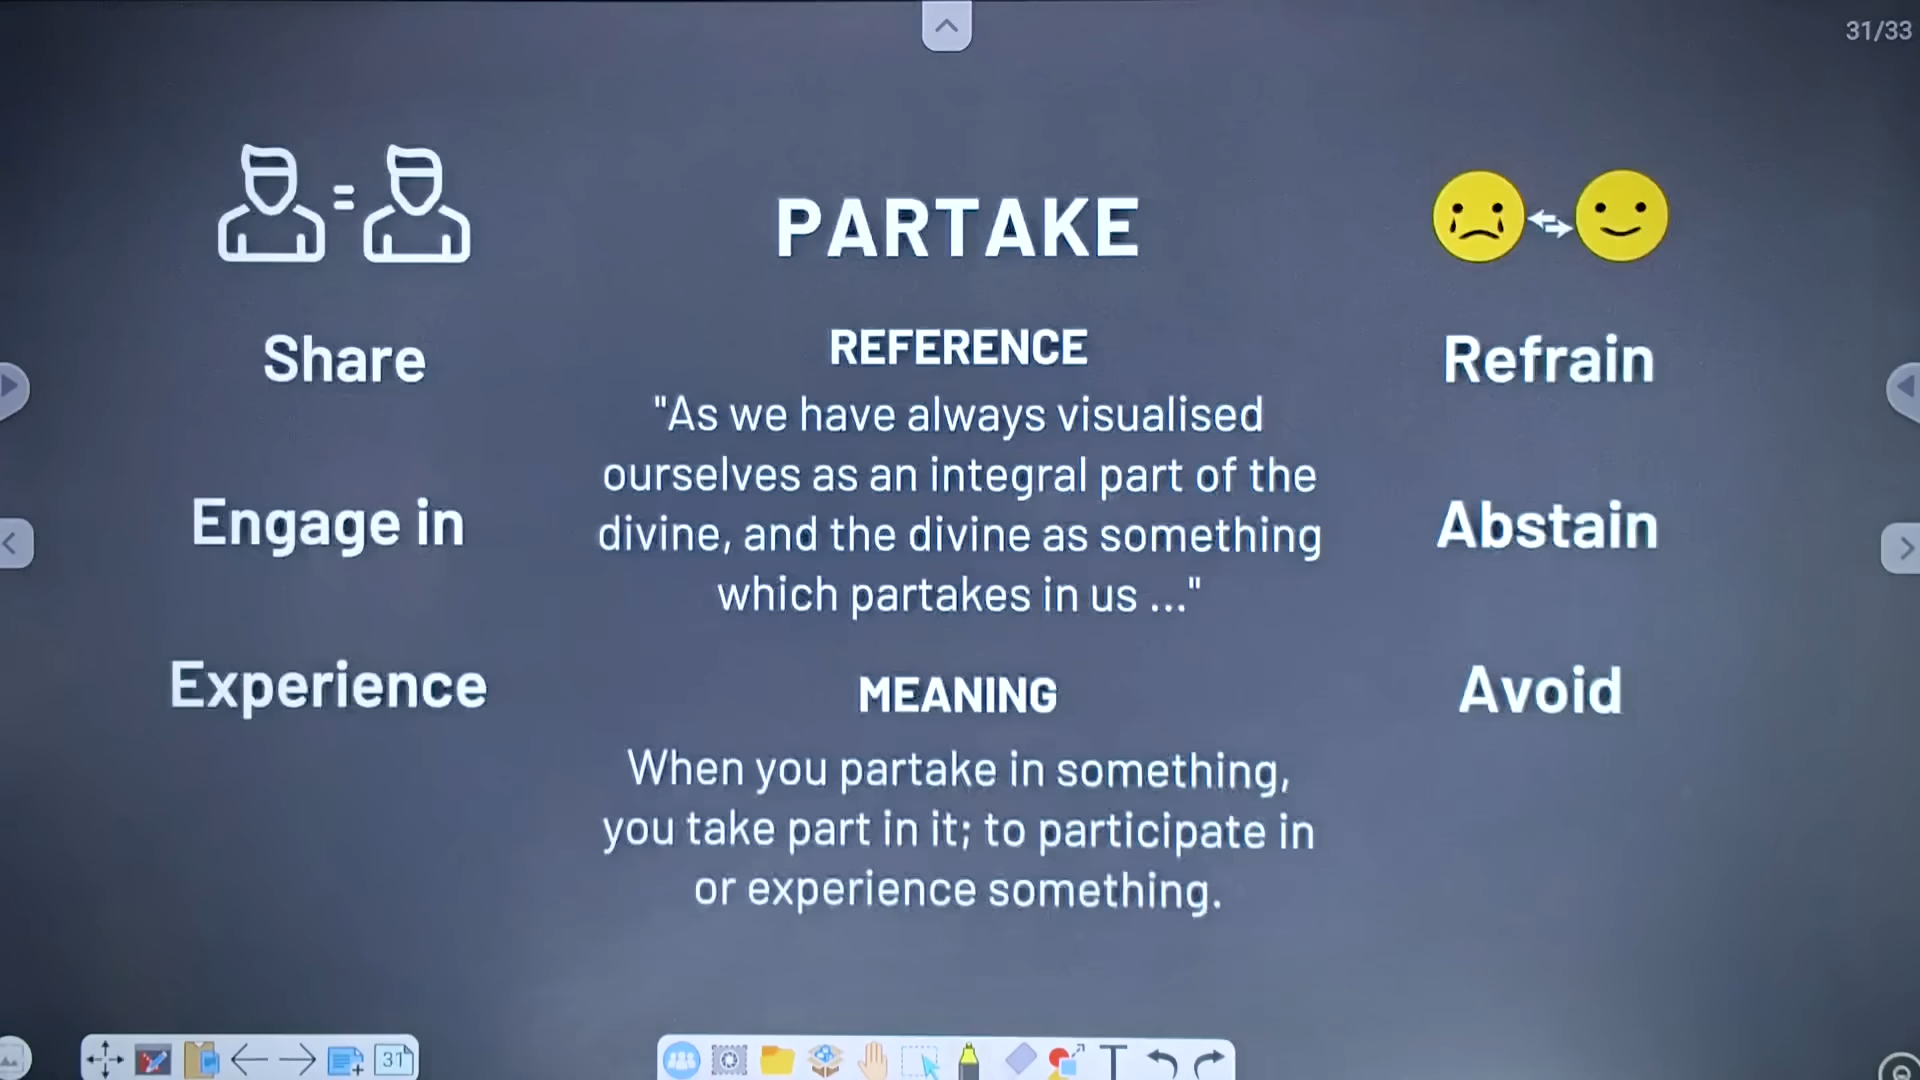 31/33
PARTAKE
Share
Engage in
Experience
REFERENCE
"As we have always visualised
ourselves as an integral part of the
divine, and the divine as something
which partakes in us ..."
MEANING
When you partake in something,
you take part in it; to participate in
or experience something.
Refrain
Abstain
Avoid
31
T